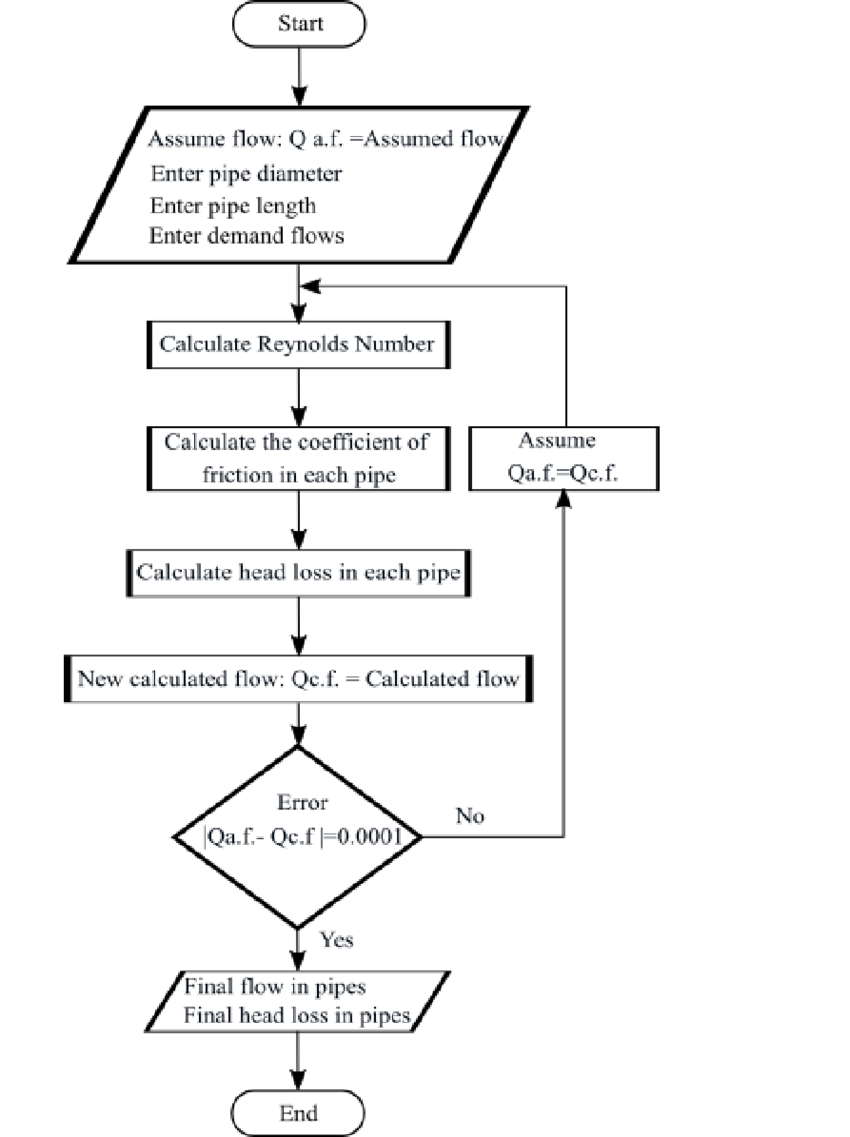 Start
Assume flow: Q a.f. =Assumed flow
Enter pipe diameter
Enter pipe length
Enter demand flows
Calculate Reynolds Number
Calculate the coefficient of
friction in each pipe
Assume
Qa.f.=Qc.f.
Calculate head loss in each pipe
New calculated flow: Qc.f. = Calculated flow
Error
|Qa.f.- Qc.f |=0.0001
No
Yes
Final flow in pipes
Final head loss in pipes
End